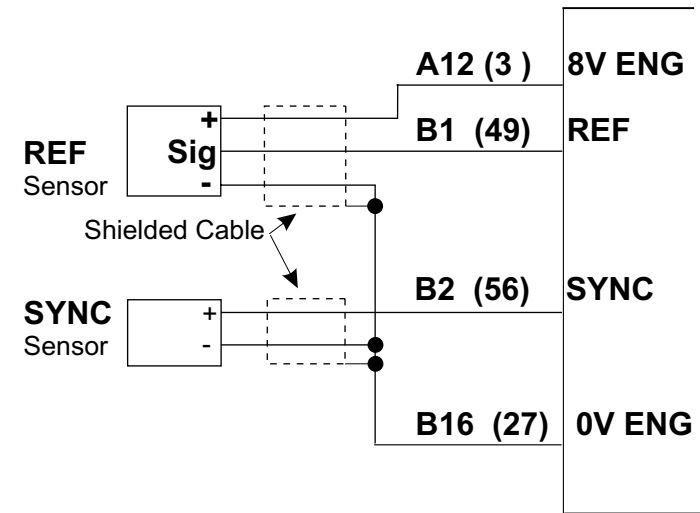 A12 (3 ) 8V ENG
+
B1 (49) REF
REF Sig
Sensor -
Shielded Cable
B2 (56) SYNC
SYNC +
Sensor -
B16 (27) 0V ENG